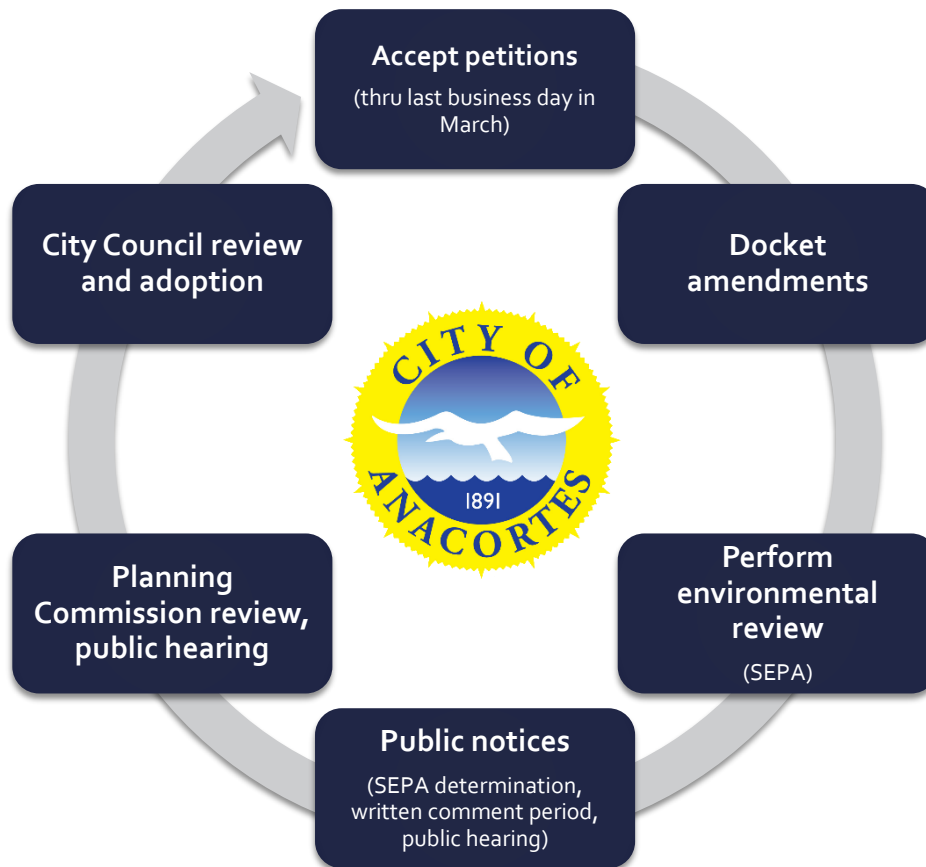 Accept petitions
(thru last business day in
March)
City Council review
and adoption
Docket
amendments
CITY OF
ANACORTES
1891
Planning
Commission review,
public hearing
Perform
environmental
review
(SEPA)
Public notices
(SEPA determination,
written comment period,
public hearing)